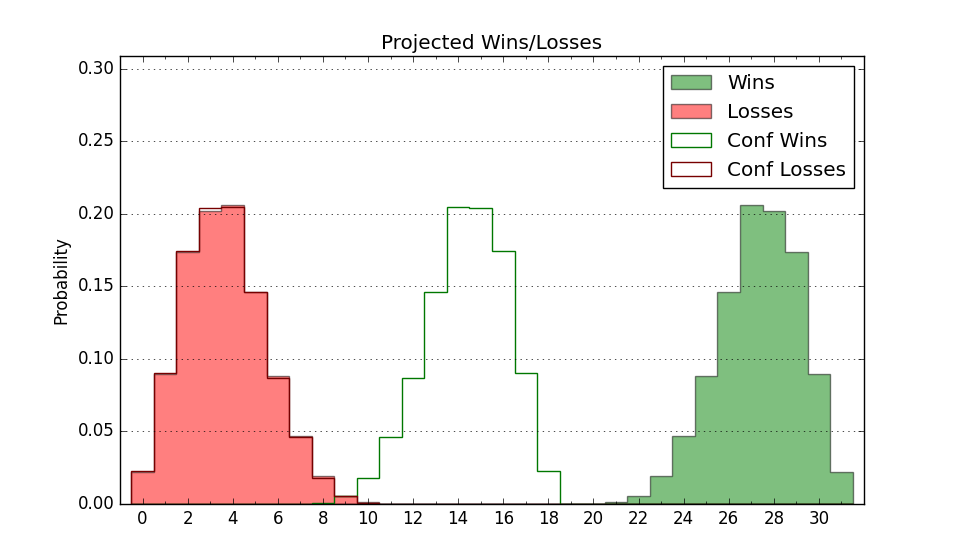 Projected Wins/Losses
0.30
0.25
0.20
0.15
0.10
0.05
0.00
Probability
Wins
Losses
Conf Wins
Conf Losses
0 2 4 6 8 10 12 14 16 18 20 22 24 26 28 30